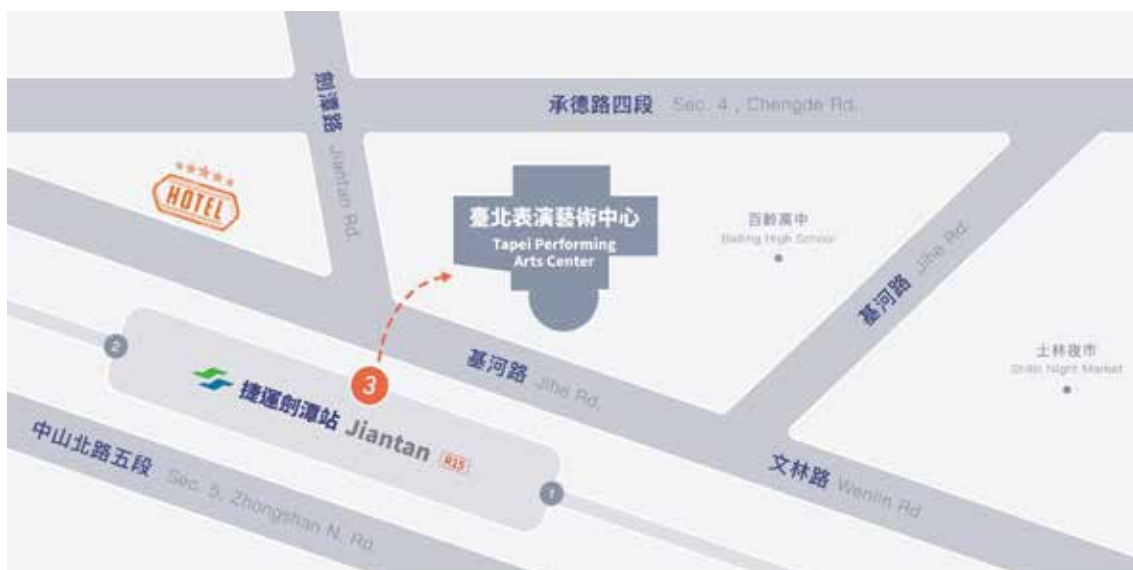 承德路四段 Sec. 4 , Chengde Rd.
劍潭路 Jiantan Rd.
HOTEL
臺北表演藝術中心
Tapei Performing
Arts Center
百齡高中
Bailing High School
基河路 Jihe Rd.
士林夜市
Shilin Night Market
2
3
捷運劍潭站 Jiantan R15
基河路 Jihe Rd.
1
文林路 Wenlin Rd
中山北路五段 Sec. 5, Zhongshan N. Rd.